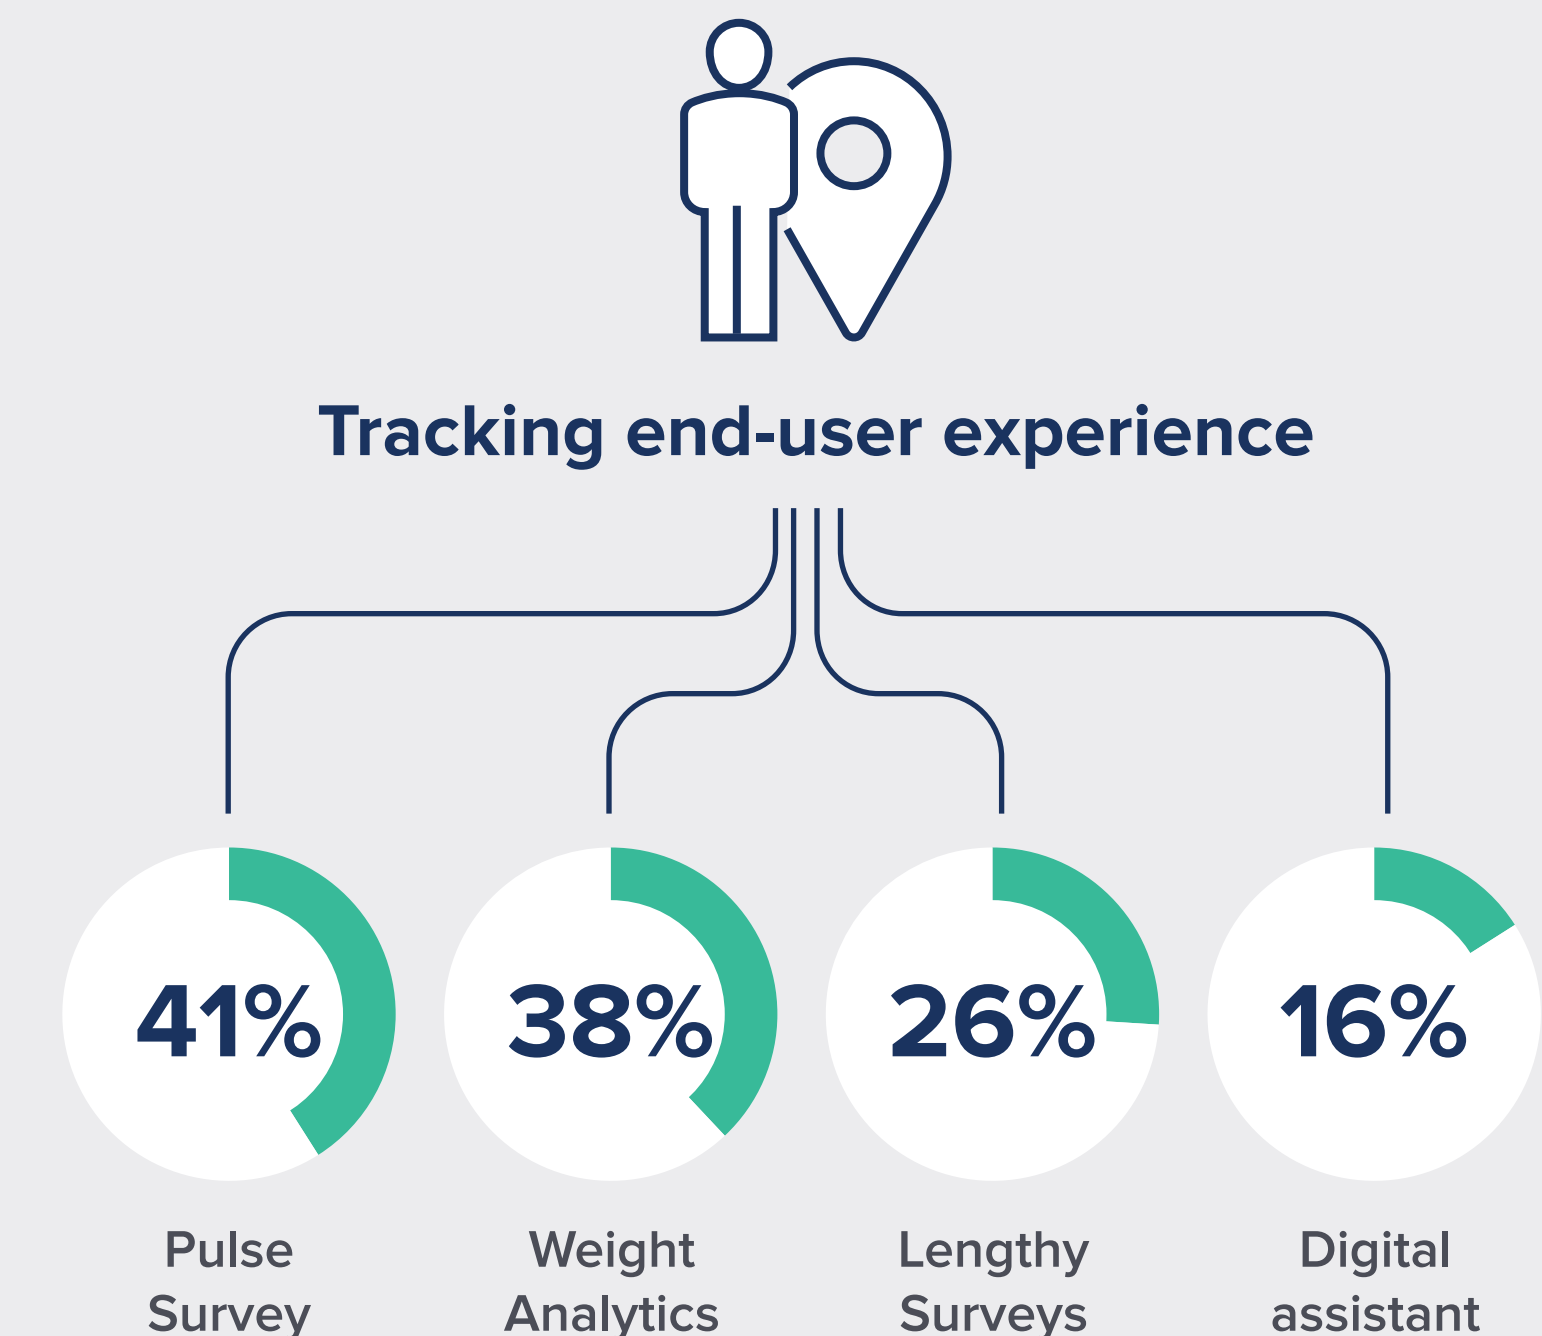 Tracking end-user experience
41%
38%
26%
16%
Pulse
Survey
Weight
Analytics
Lengthy
Surveys
Digital
assistant